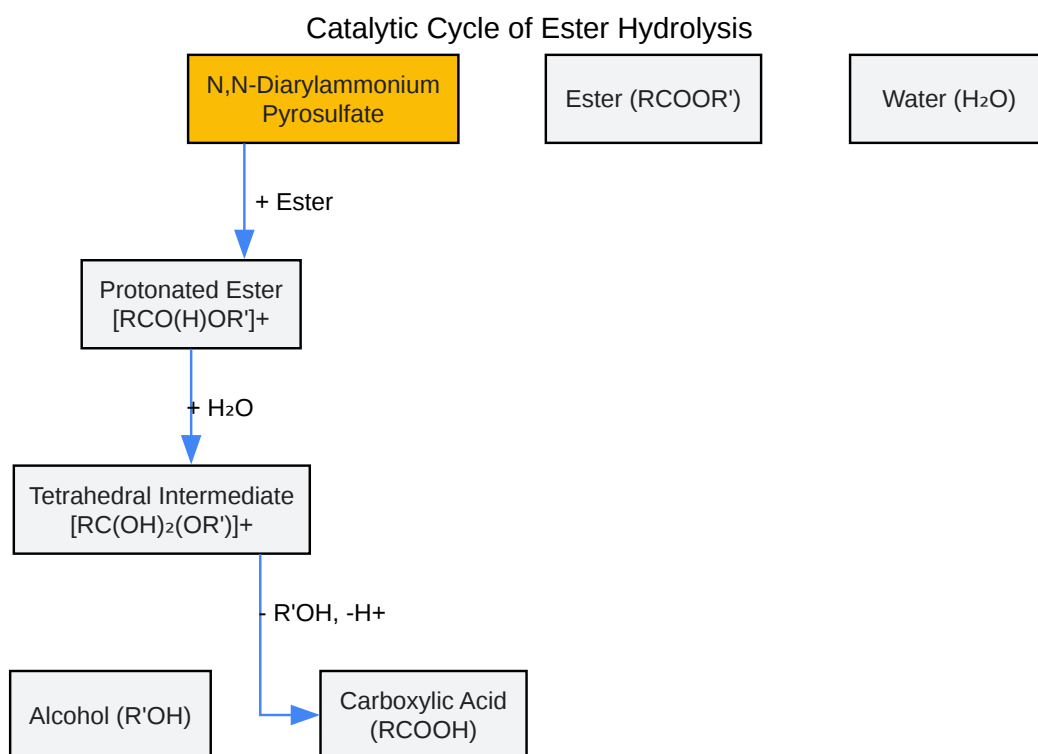 Catalytic Cycle of Ester Hydrolysis
N,N-Diarylammonium
Pyrosulfate
Ester (RCOOR')
Water (H₂O)
+ Ester
Protonated Ester
[RCO(H)OR']+
+ H₂O
Tetrahedral Intermediate
[RC(OH)₂(OR')]+
- R'OH, -H+
Alcohol (R'OH)
Carboxylic Acid
(RCOOH)